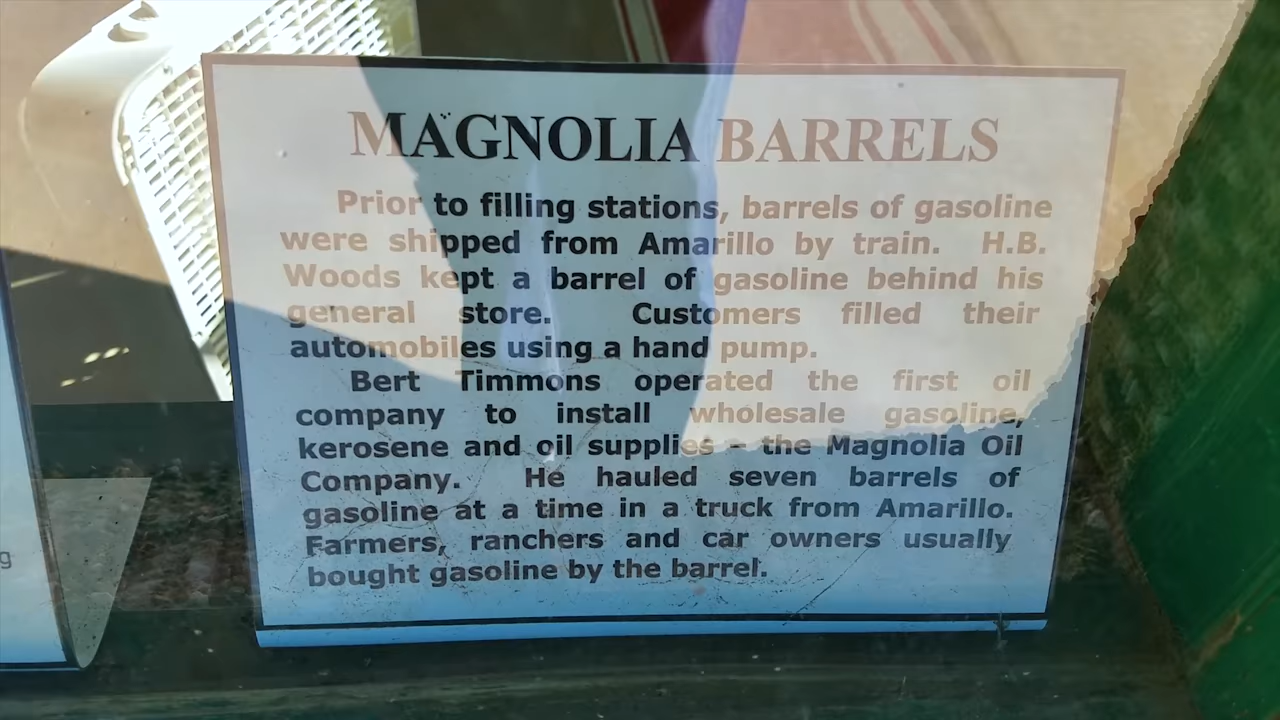 MAGNOLIA BARRELS
Prior to filling stations, barrels of gasoline
were shipped from Amarillo by train. H.B.
Woods kept a barrel of gasoline behind his
general store. Customers filled their
automobiles using a hand pump.
Bert Timmons operated the first oil
company to install wholesale gasoline,
kerosene and oil supplies – the Magnolia Oil
Company. He hauled seven barrels of
gasoline at a time in a truck from Amarillo.
Farmers, ranchers and car owners usually
bought gasoline by the barrel.